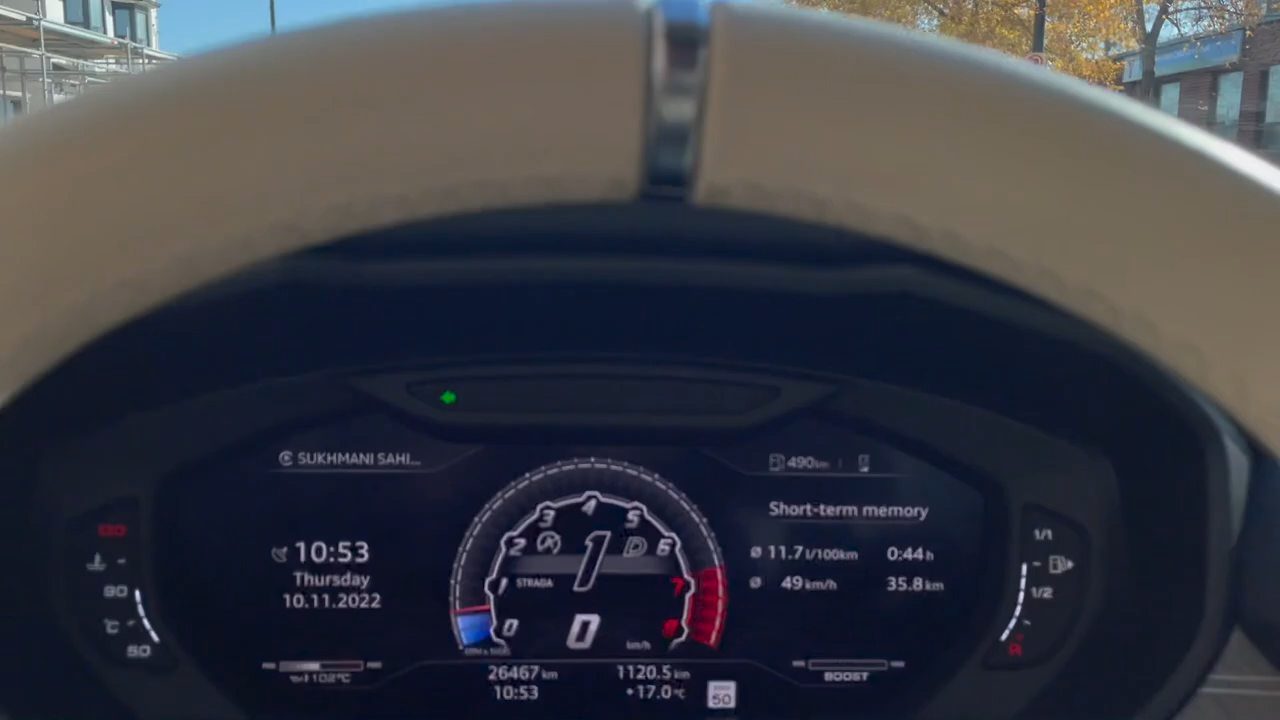 SUKHMANI SAHI...
490km
10:53
Thursday
10.11.2022
Short-term memory
Ø 11.7 l/100km 0:44 h
Ø 49 km/h 35.8 km
130
90
°C
50
0 1 2 3 4 5 6 7 8
1 D
STRADA
0 km/h
1/1
1/2
R
102°C
26467 km 1120.5 km
10:53 +17.0 °C
50
BOOST